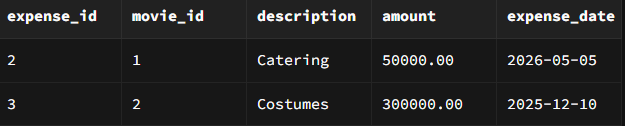 expense_id movie_id description amount expense_date
2 1 Catering 50000.00 2026-05-05
3 2 Costumes 300000.00 2025-12-10